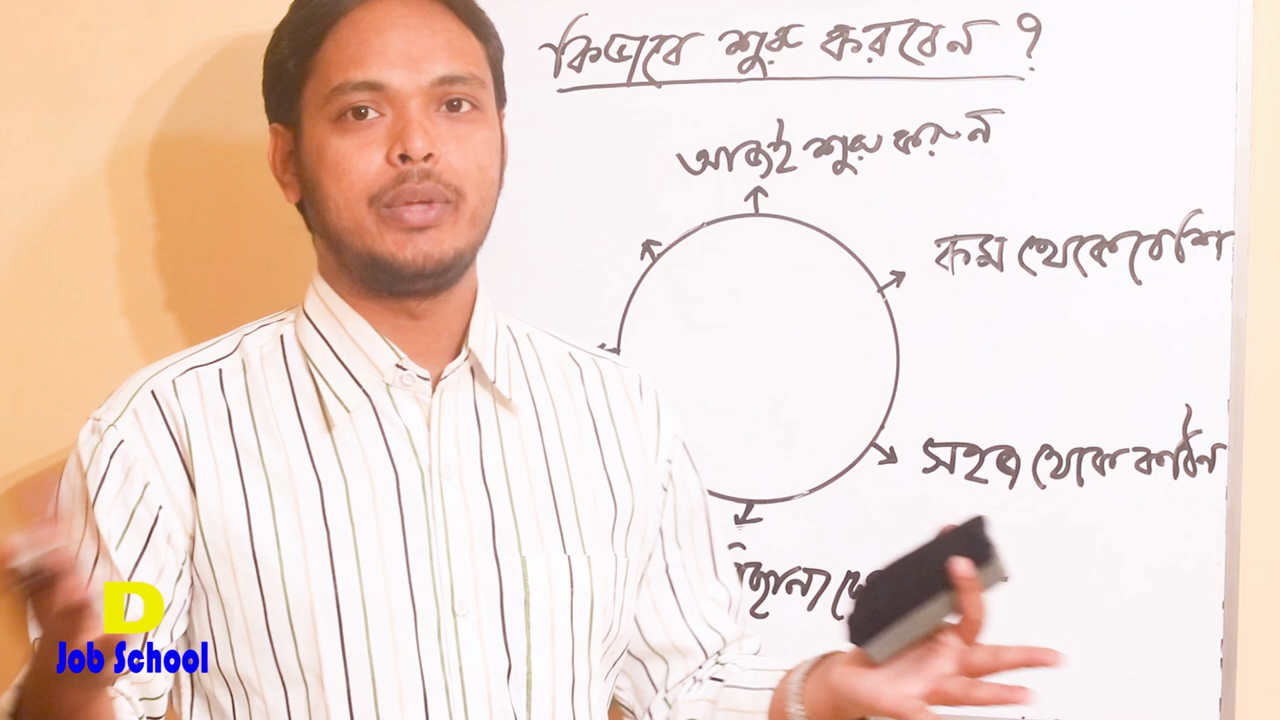 কিভাবে শুরু করবেন ?
আজই শুরু করুন
কম থেকে বেশি
সহজ থেকে কঠিন
D
Job School